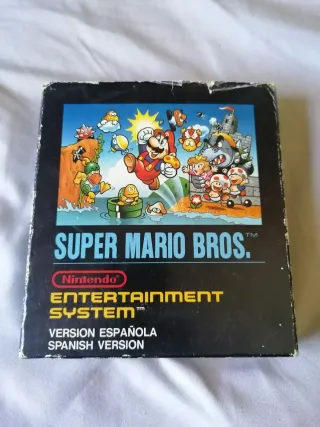 SUPER MARIO BROS.™
Nintendo
ENTERTAINMENT
SYSTEM™
VERSION ESPAÑOLA
SPANISH VERSION